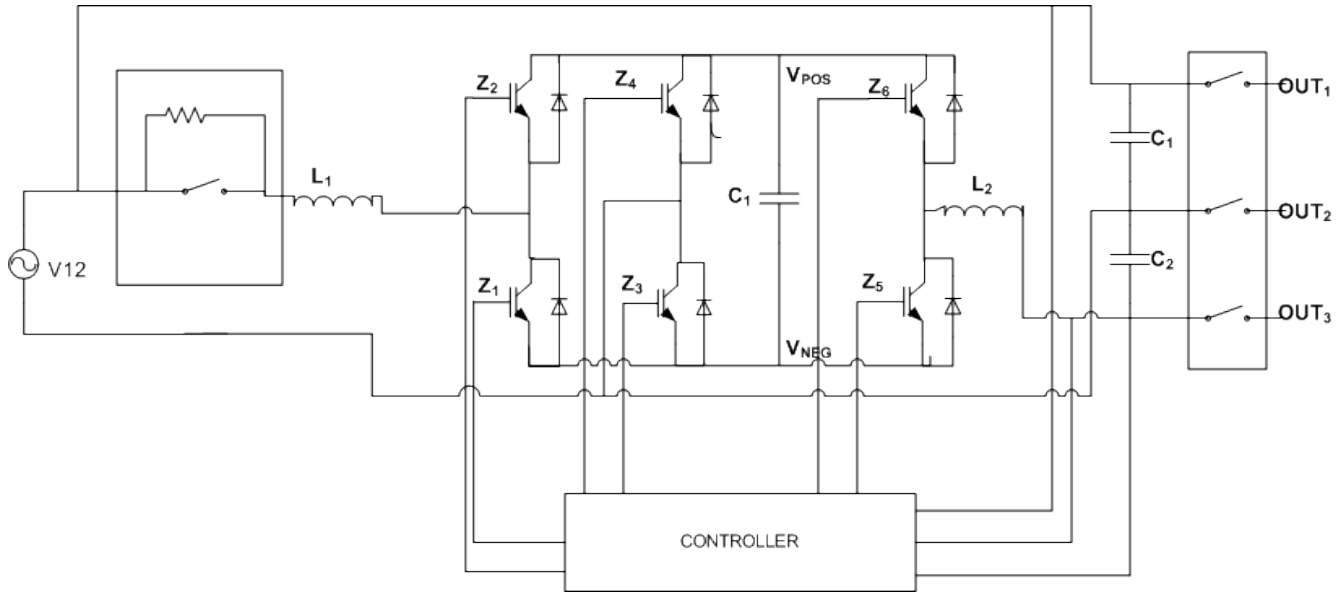 V12
L1
Z2
Z4
VPOS
Z6
OUT1
C1
C1
L2
OUT2
C2
Z1
Z3
Z5
OUT3
VNEG
CONTROLLER